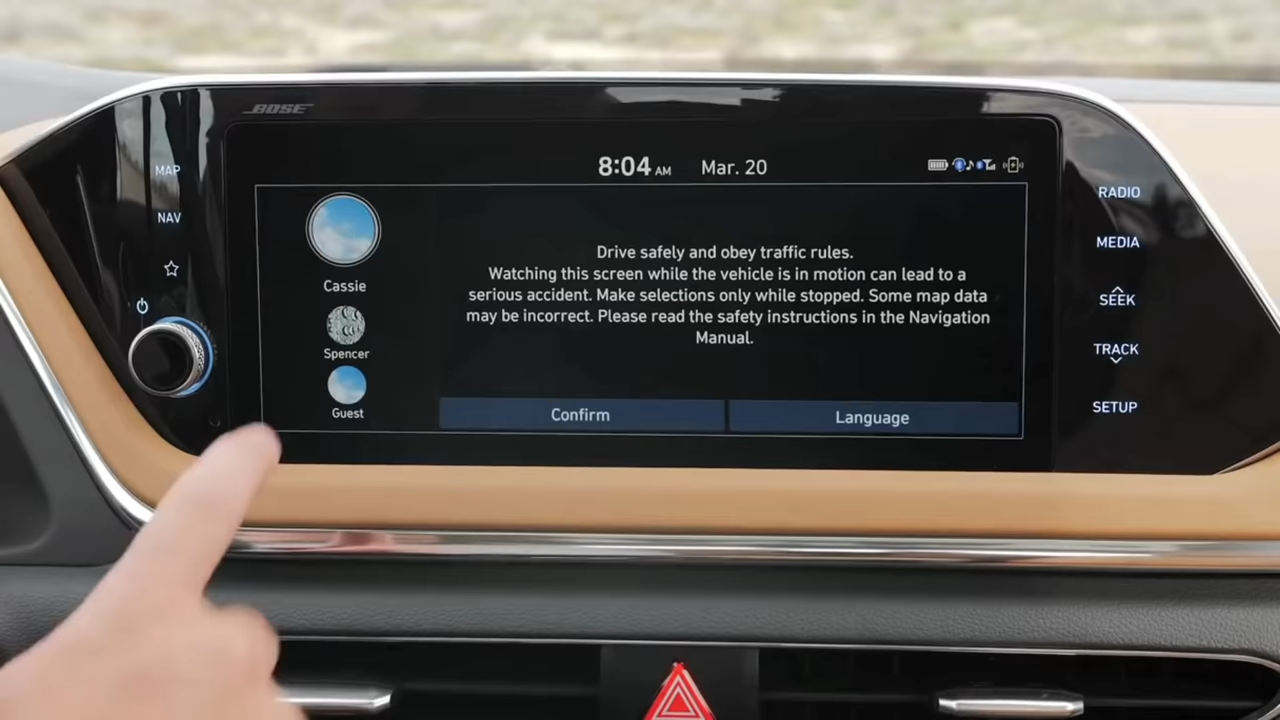 BOSE
8:04 AM Mar. 20
MAP
NAV
Cassie
Spencer
Guest
Drive safely and obey traffic rules.
Watching this screen while the vehicle is in motion can lead to a
serious accident. Make selections only while stopped. Some map data
may be incorrect. Please read the safety instructions in the Navigation
Manual.
Confirm
Language
RADIO
MEDIA
SEEK
TRACK
SETUP